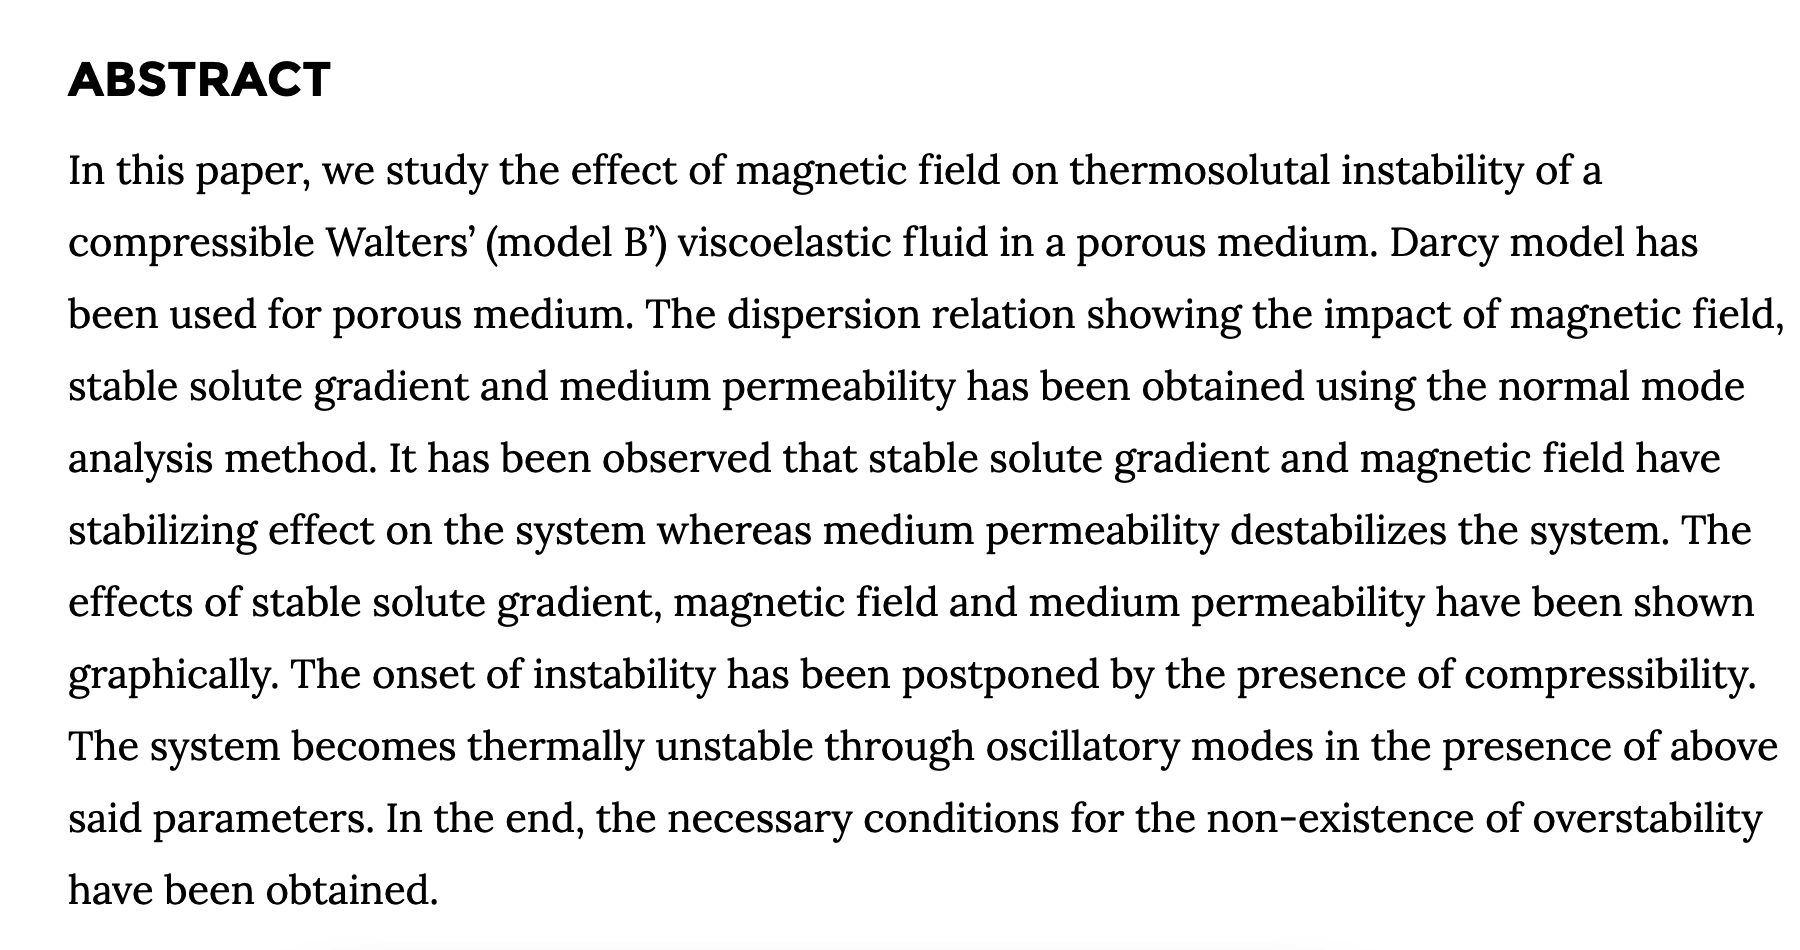 ABSTRACT
In this paper, we study the effect of magnetic field on thermosolutal instability of a
compressible Walters’ (model B’) viscoelastic fluid in a porous medium. Darcy model has
been used for porous medium. The dispersion relation showing the impact of magnetic field,
stable solute gradient and medium permeability has been obtained using the normal mode
analysis method. It has been observed that stable solute gradient and magnetic field have
stabilizing effect on the system whereas medium permeability destabilizes the system. The
effects of stable solute gradient, magnetic field and medium permeability have been shown
graphically. The onset of instability has been postponed by the presence of compressibility.
The system becomes thermally unstable through oscillatory modes in the presence of above
said parameters. In the end, the necessary conditions for the non-existence of overstability
have been obtained.